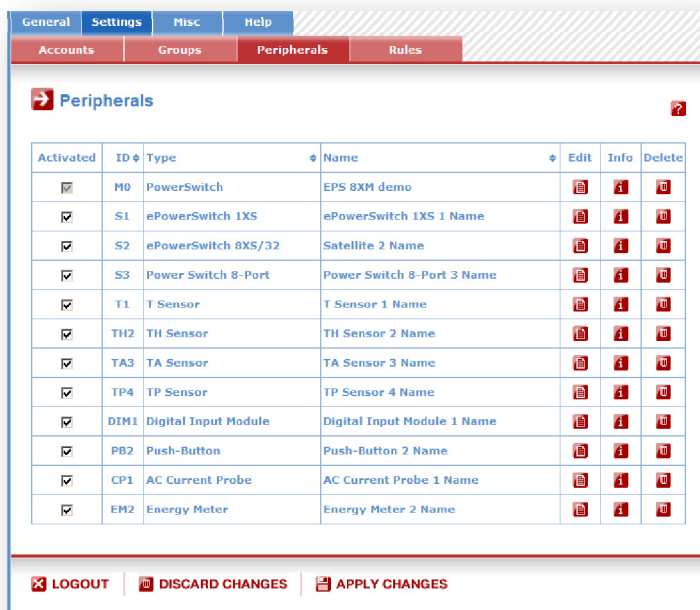 General Settings Misc Help
Accounts Groups Peripherals Rules
Peripherals
?
Activated ID Type Name Edit Info Delete
M0 PowerSwitch EPS 8XM demo
S1 ePowerSwitch 1XS ePowerSwitch 1XS 1 Name
S2 ePowerSwitch 8XS/32 Satellite 2 Name
S3 Power Switch 8-Port Power Switch 8-Port 3 Name
T1 T Sensor T Sensor 1 Name
TH2 TH Sensor TH Sensor 2 Name
TA3 TA Sensor TA Sensor 3 Name
TP4 TP Sensor TP Sensor 4 Name
DIM1 Digital Input Module Digital Input Module 1 Name
PB2 Push-Button Push-Button 2 Name
CP1 AC Current Probe AC Current Probe 1 Name
EM2 Energy Meter Energy Meter 2 Name
LOGOUT DISCARD CHANGES APPLY CHANGES